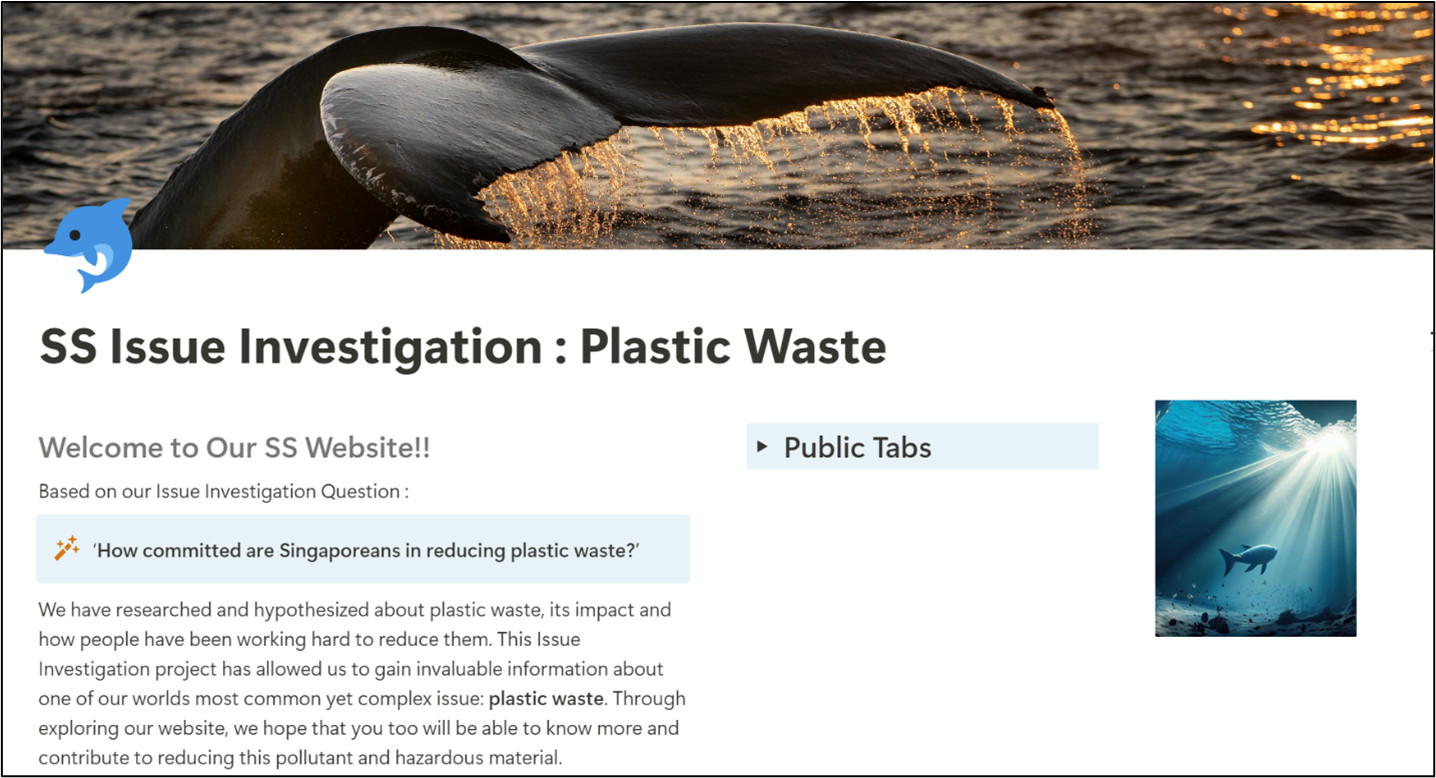 SS Issue Investigation : Plastic Waste
Welcome to Our SS Website!!
Based on our Issue Investigation Question :
‘How committed are Singaporeans in reducing plastic waste?’
We have researched and hypothesized about plastic waste, its impact and
how people have been working hard to reduce them. This Issue
Investigation project has allowed us to gain invaluable information about
one of our worlds most common yet complex issue: plastic waste. Through
exploring our website, we hope that you too will be able to know more and
contribute to reducing this pollutant and hazardous material.
Public Tabs